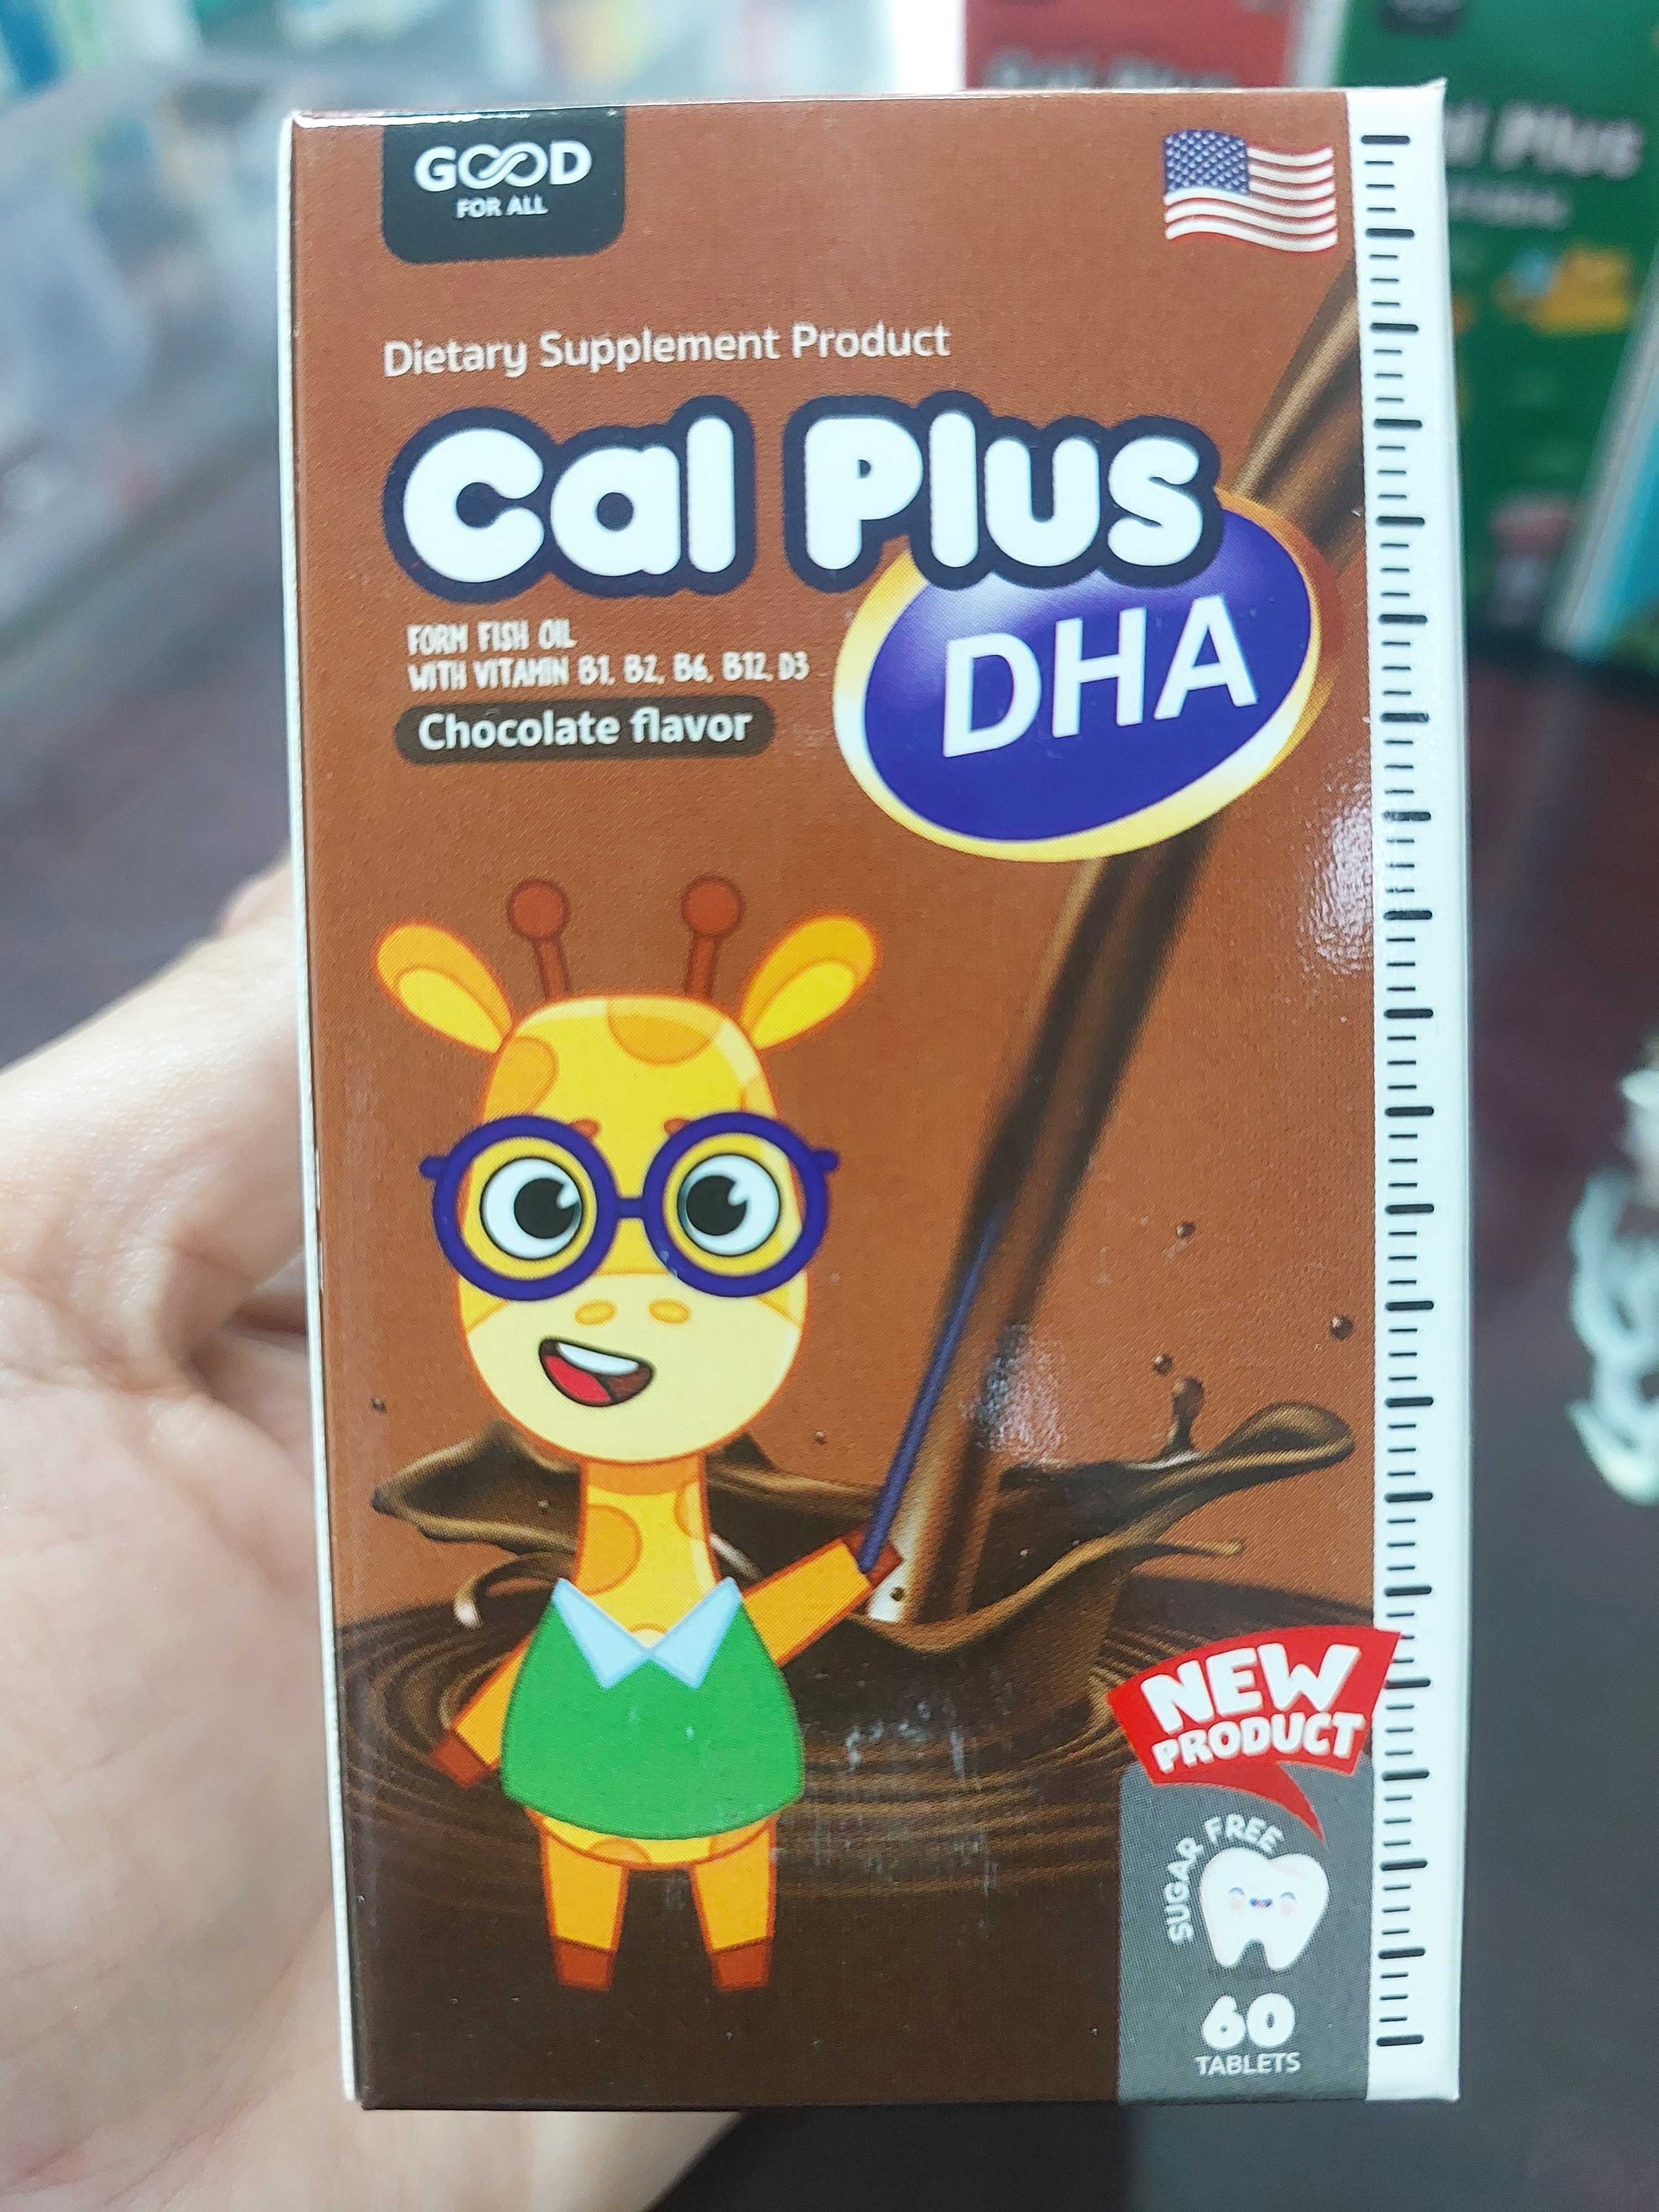 GOOD
FOR ALL
Dietary Supplement Product
Cal Plus
DHA
FORM FISH OIL
WITH VITAMIN B1, B2, B6, B12, D3
Chocolate flavor
NEW
PRODUCT
SUGAR FREE
60
TABLETS
Plus